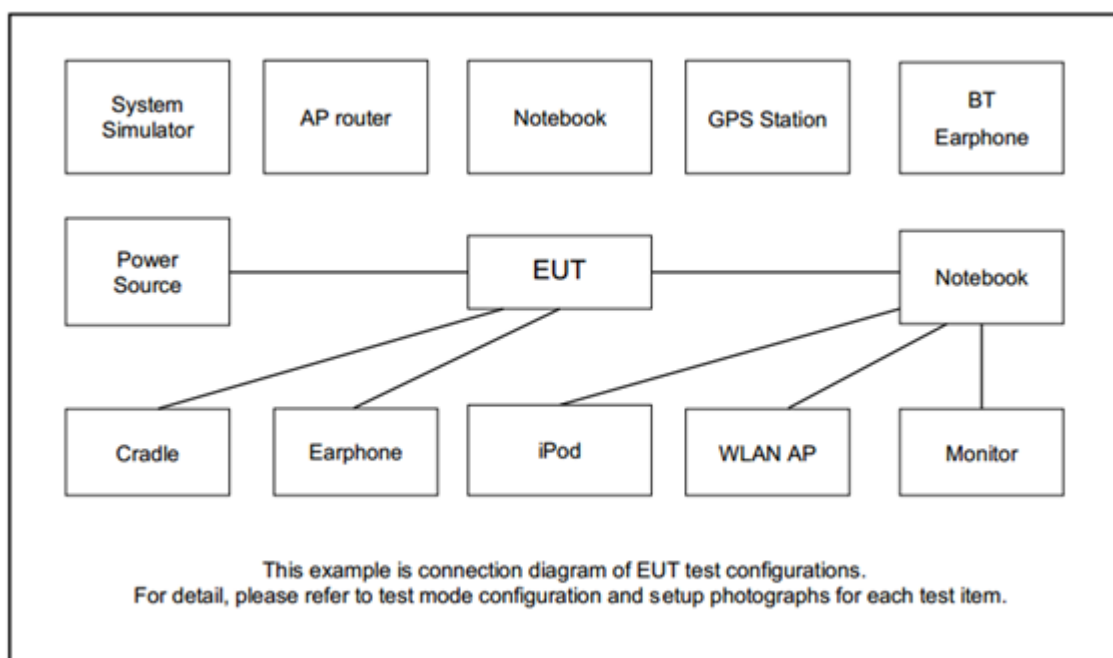 System
Simulator
AP router
Notebook
GPS Station
BT
Earphone
Power
Source
EUT
Notebook
Cradle
Earphone
iPod
WLAN AP
Monitor
This example is connection diagram of EUT test configurations.
For detail, please refer to test mode configuration and setup photographs for each test item.